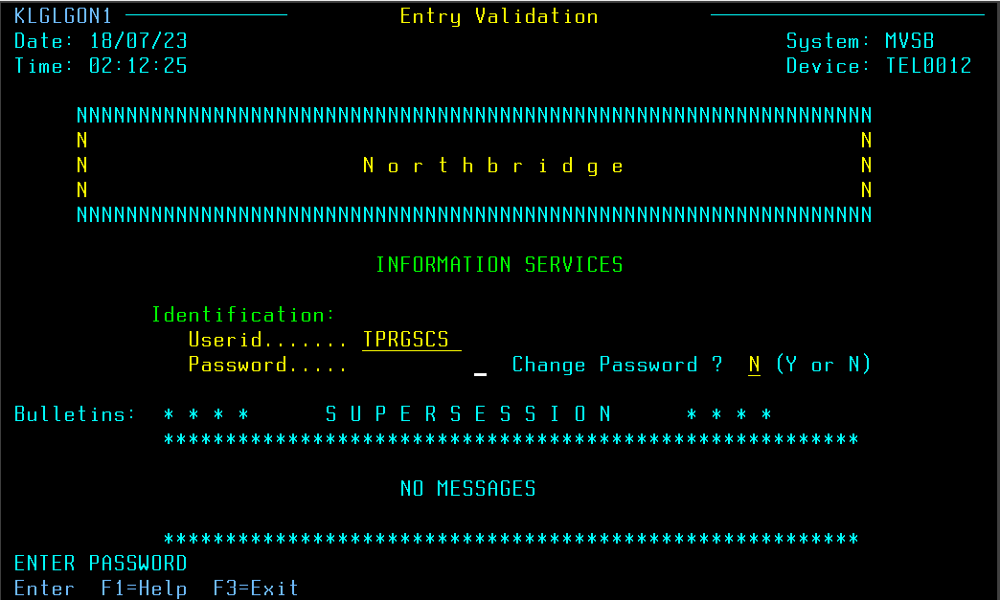 KLGLGON1 Entry Validation
Date: 18/07/23 System: MVSB
Time: 02:12:25 Device: TEL0012
NNNNNNNNNNNNNNNNNNNNNNNNNNNNNNNNNNNNNNNNNNNNNNNNNNNNNNNNNNNNNNNN
N N
N N o r t h b r i d g e N
N N
NNNNNNNNNNNNNNNNNNNNNNNNNNNNNNNNNNNNNNNNNNNNNNNNNNNNNNNNNNNNNNNN
INFORMATION SERVICES
Identification:
Userid....... TPRGSCS
Password..... _ Change Password ? N (Y or N)
Bulletins: * * * * S U P E R S E S S I O N * * * *
********************************************************
NO MESSAGES
********************************************************
ENTER PASSWORD
Enter F1=Help F3=Exit